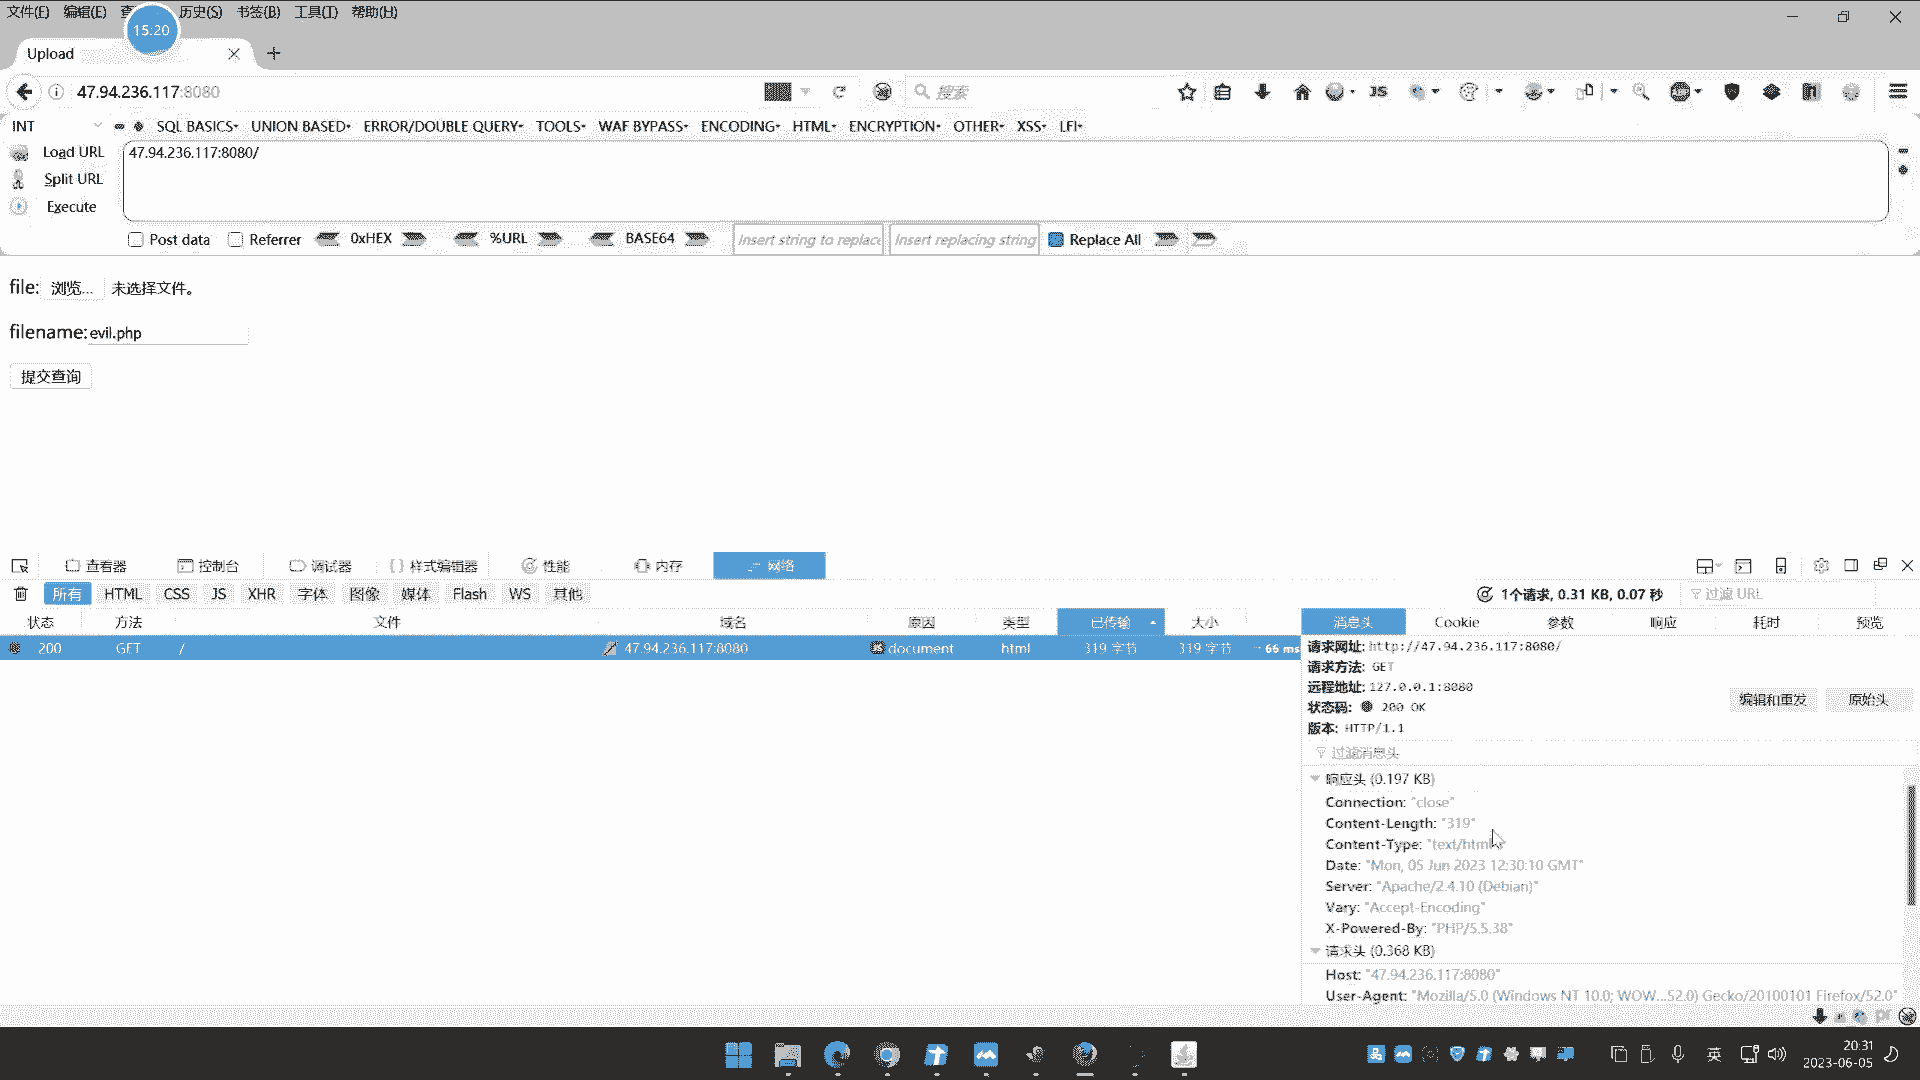 文件(F) 编辑(E) 查 历史(S) 书签(B) 工具(T) 帮助(H)
15:20
Upload
47.94.236.117:8080
搜索
JS
INT
SQL BASICS UNION BASED ERROR/DOUBLE QUERY TOOLS WAF BYPASS ENCODING HTML ENCRYPTION OTHER XSS LFI
Load URL
47.94.236.117:8080/
Split URL
Execute
Post data Referrer 0xHEX %URL BASE64 Insert string to replace Insert replacing string Replace All
file: 浏览... 未选择文件。
filename: evil.php
提交查询
查看器 控制台 调试器 {} 样式编辑器 性能 内存 网络
所有 HTML CSS JS XHR 字体 图像 媒体 Flash WS 其他
1个请求, 0.31 KB, 0.07 秒
过滤 URL
状态 方法 文件 域名 原因 类型 已传输 大小
消息头 Cookie 参数 响应 耗时 预览
200 GET / 47.94.236.117:8080 document html 319 字节 319 字节 66 ms
请求网址: http://47.94.236.117:8080/
请求方法: GET
远程地址: 127.0.0.1:8080
状态码: 200 OK
编辑和重发 原始头
版本: HTTP/1.1
过滤消息头
响应头 (0.197 KB)
Connection: "close"
Content-Length: "319"
Content-Type: "text/html
Date: "Mon, 05 Jun 2023 12:30:10 GMT"
Server: "Apache/2.4.10 (Debian)"
Vary: "Accept-Encoding"
X-Powered-By: "PHP/5.5.38"
请求头 (0.368 KB)
Host: "47.94.236.117:8080"
User-Agent: "Mozilla/5.0 (Windows NT 10.0; WOW…52.0) Gecko/20100101 Firefox/52.0"
英
20:31
2023-06-05